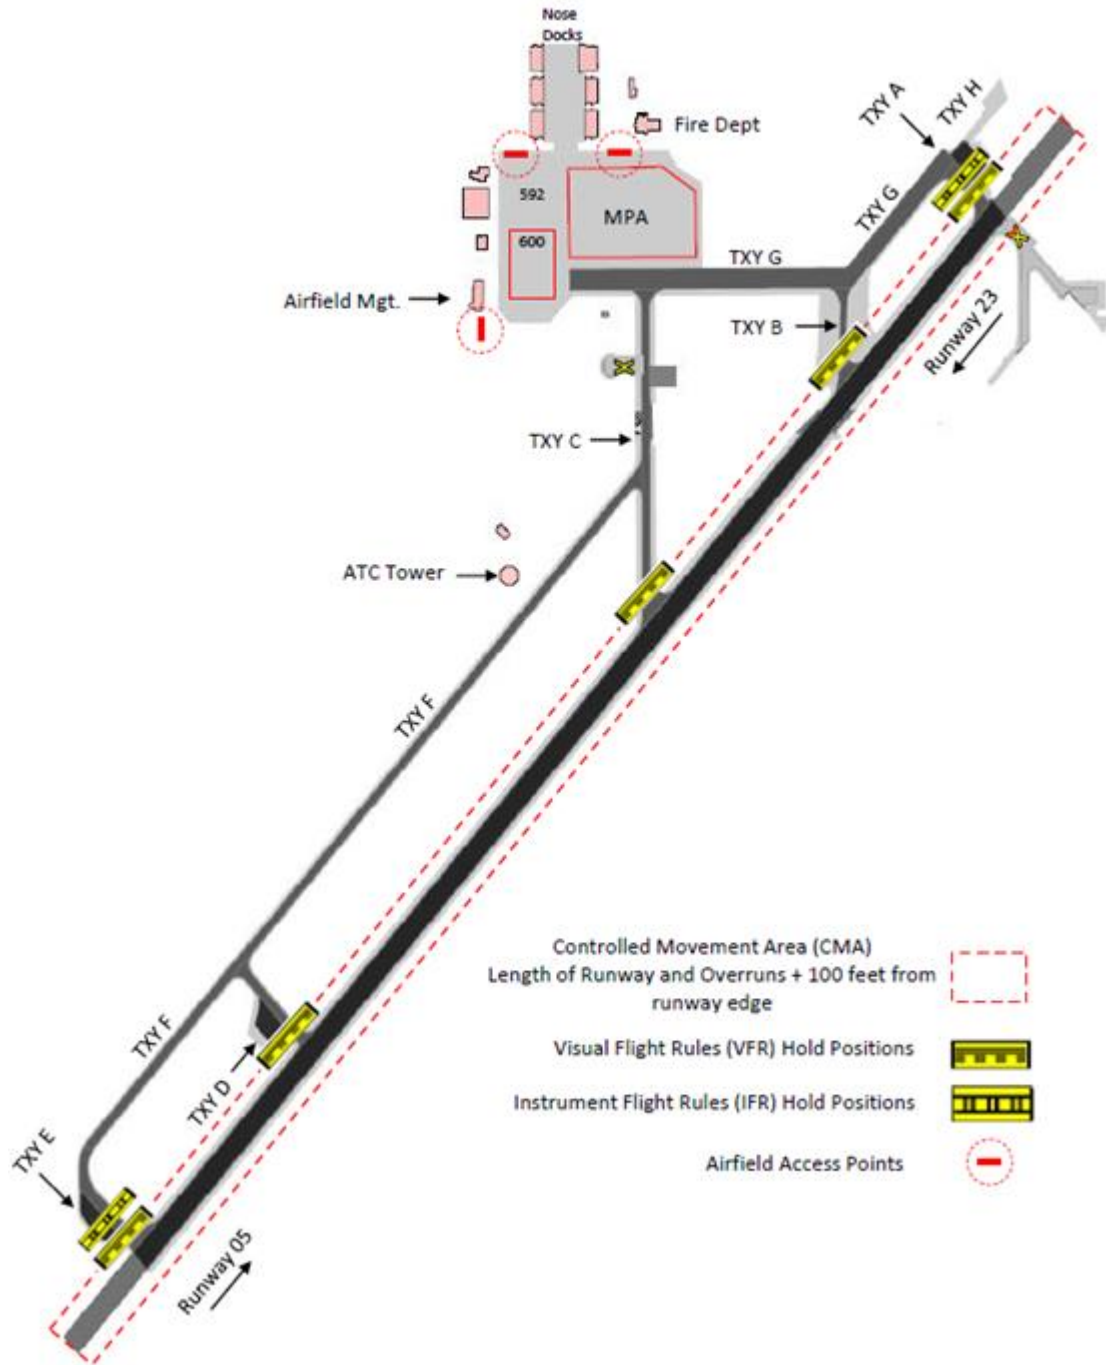 Nose
Docks
Fire Dept
TXY A
TXY H
592
MPA
TXY G
600
TXY G
Airfield Mgt.
TXY B
Runway 23
TXY C
ATC Tower
TXY F
Controlled Movement Area (CMA)
Length of Runway and Overruns + 100 feet from
runway edge
TXY F
Visual Flight Rules (VFR) Hold Positions
TXY D
Instrument Flight Rules (IFR) Hold Positions
TXY E
Airfield Access Points
Runway 05